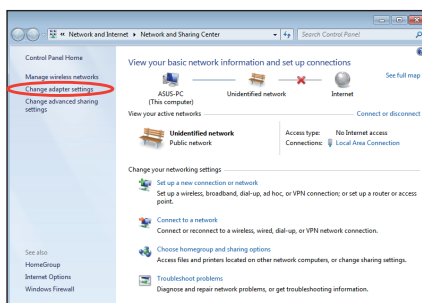 « Network and Internet ▸ Network and Sharing Center
Search Control Panel
Control Panel Home
Manage wireless networks
Change adapter settings
Change advanced sharing
settings
View your basic network information and set up connections
See full map
ASUS-PC
(This computer)
Unidentified network
Internet
View your active networks
Connect or disconnect
Unidentified network
Public network
Access type: No Internet access
Connections: Local Area Connection
Change your networking settings
Set up a new connection or network
Set up a wireless, broadband, dial-up, ad hoc, or VPN connection; or set up a router or access
point.
Connect to a network
Connect or reconnect to a wireless, wired, dial-up, or VPN network connection.
Choose homegroup and sharing options
Access files and printers located on other network computers, or change sharing settings.
Troubleshoot problems
Diagnose and repair network problems, or get troubleshooting information.
See also
HomeGroup
Internet Options
Windows Firewall